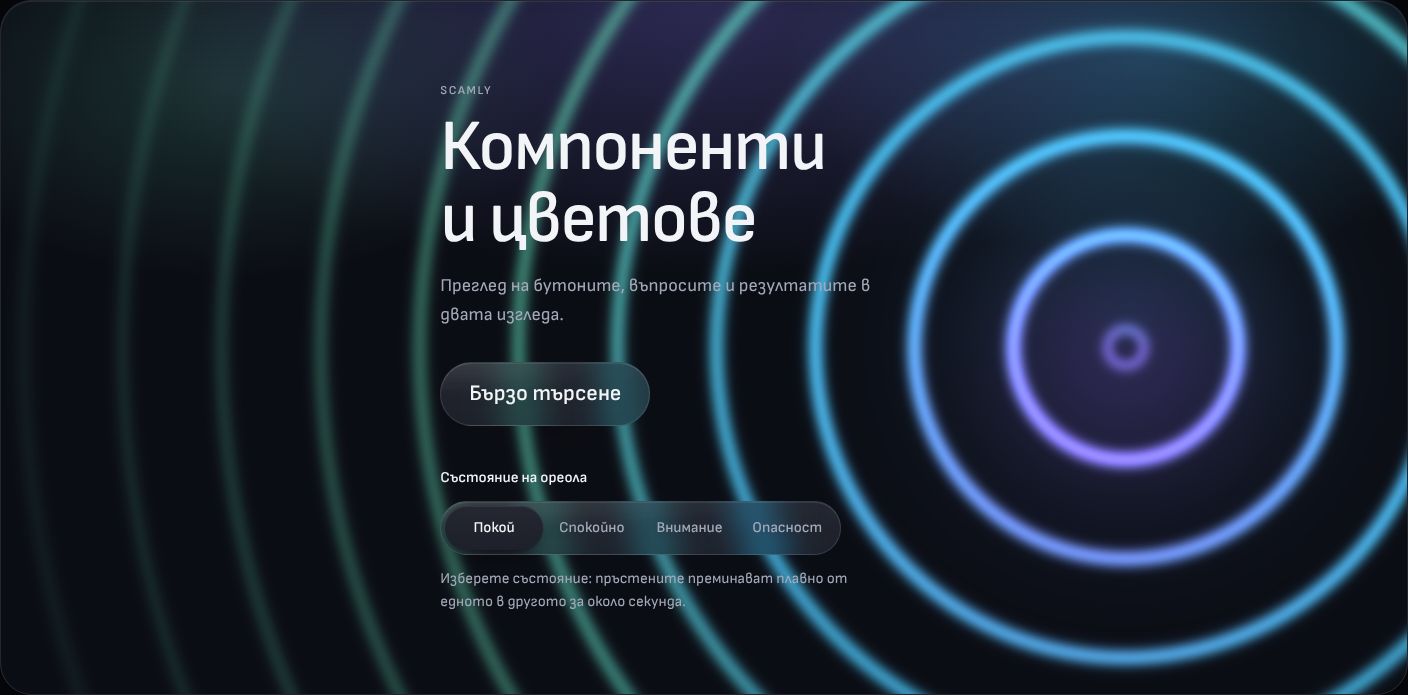 SCAMLY
Компоненти
и цветове
Преглед на бутоните, въпросите и резултатите в
двата изгледа.
Бързо търсене
Състояние на ореола
Покой Спокойно Внимание Опасност
Изберете състояние: пръстените преминават плавно от
едното в другото за около секунда.